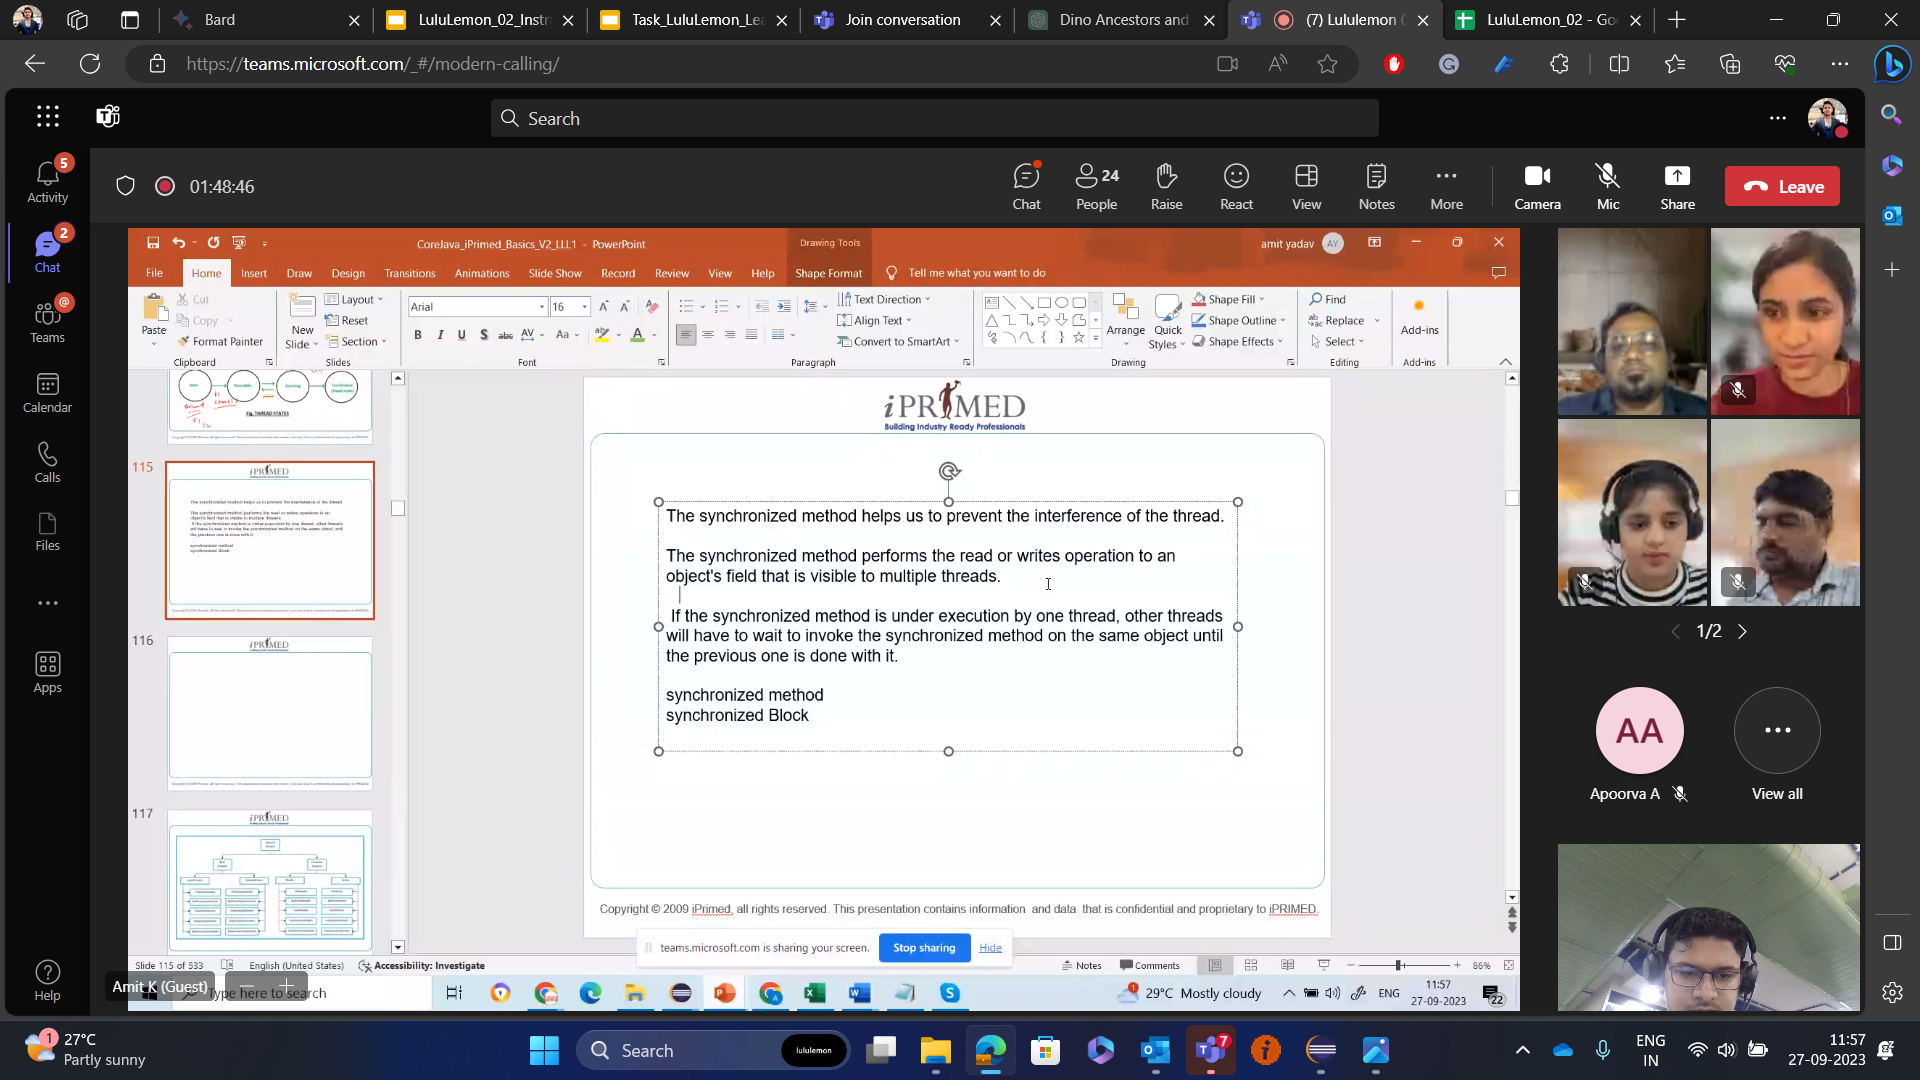 Bard
LuluLemon_02_Instr
Task_LuluLemon_Lea
Join conversation
Dino Ancestors and
(7) Lululemon
LuluLemon_02 - Go
https://teams.microsoft.com/_#/modern-calling/
Search
Activity
5
Chat
2
Teams
@
Calendar
Calls
Files
Apps
Help
01:48:46
Chat
People
24
Raise
React
View
Notes
More
Camera
Mic
Share
Leave
CoreJava_iPrimed_Basics_V2_LLL1 - PowerPoint
Drawing Tools
amit yadav
AY
File Home Insert Draw Design Transitions Animations Slide Show Record Review View Help Shape Format
Tell me what you want to do
Paste
Cut
Copy
Format Painter
Clipboard
New Slide
Layout
Reset
Section
Slides
Arial
16
Font
Text Direction
Align Text
Convert to SmartArt
Paragraph
Arrange
Quick Styles
Shape Fill
Shape Outline
Shape Effects
Drawing
Find
Replace
Select
Editing
Add-ins
Add-ins
Fig. THREAD STATES
115
116
117
iPRIMED
Building Industry Ready Professionals
The synchronized method helps us to prevent the interference of the thread.
The synchronized method performs the read or writes operation to an
object's field that is visible to multiple threads.
If the synchronized method is under execution by one thread, other threads
will have to wait to invoke the synchronized method on the same object until
the previous one is done with it.
synchronized method
synchronized Block
Copyright © 2009 iPrimed, all rights reserved. This presentation contains information and data that is confidential and proprietary to iPRIMED.
teams.microsoft.com is sharing your screen.
Stop sharing
Hide
Slide 115 of 533
English (United States)
Accessibility: Investigate
Notes
Comments
86%
Amit K (Guest)
Type here to search
29°C Mostly cloudy
ENG
11:57
27-09-2023
22
1/2
AA
Apoorva A
View all
1
27°C
Partly sunny
Search
lululemon
7
ENG
IN
11:57
27-09-2023